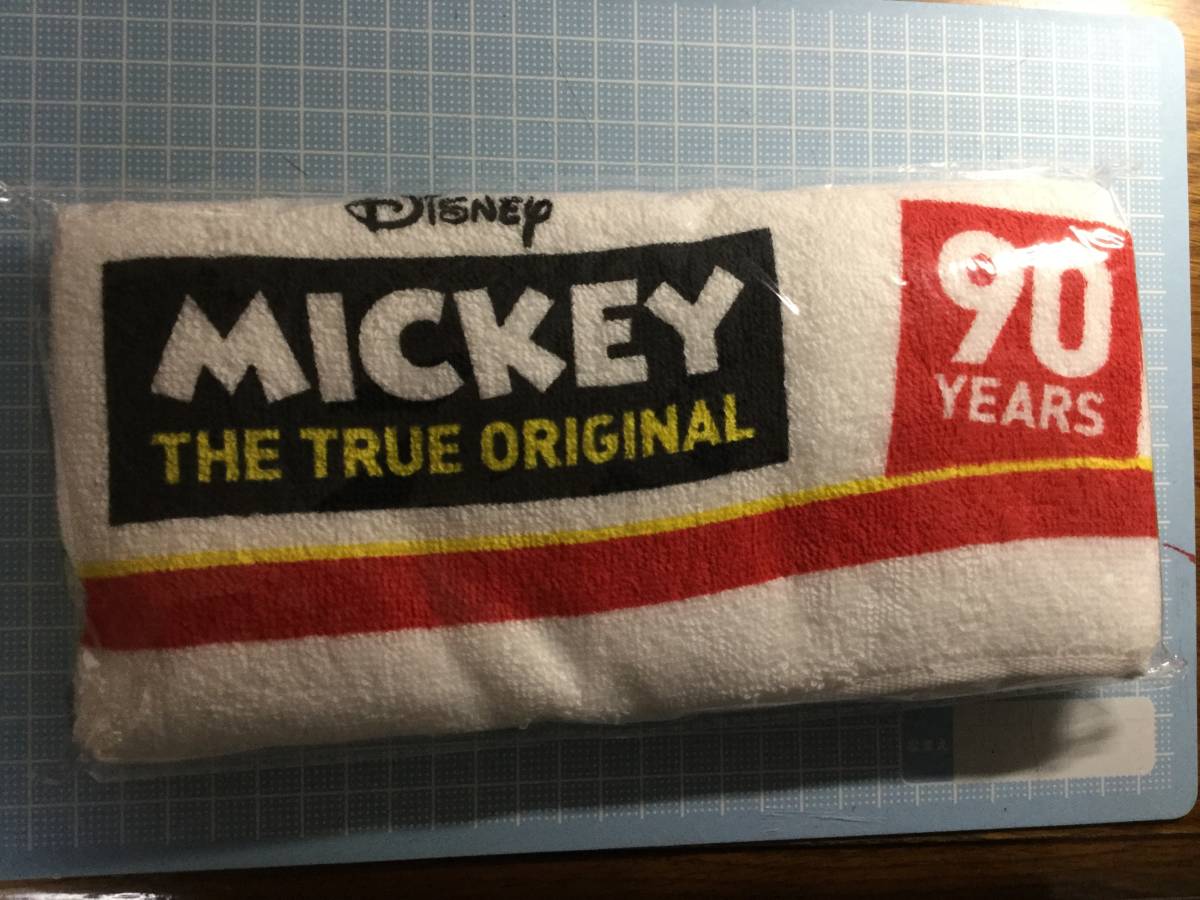 DISNEY
MICKEY
THE TRUE ORIGINAL
90
YEARS